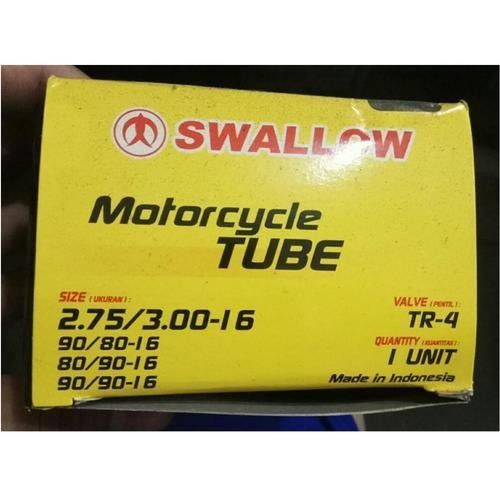 SWALLOW
Motorcycle
TUBE
SIZE (UKURAN):
2.75/3.00-16
90/80-16
80/90-16
90/90-16
VALVE (PENTIL):
TR-4
QUANTITY (KUANTITAS):
1 UNIT
Made in Indonesia